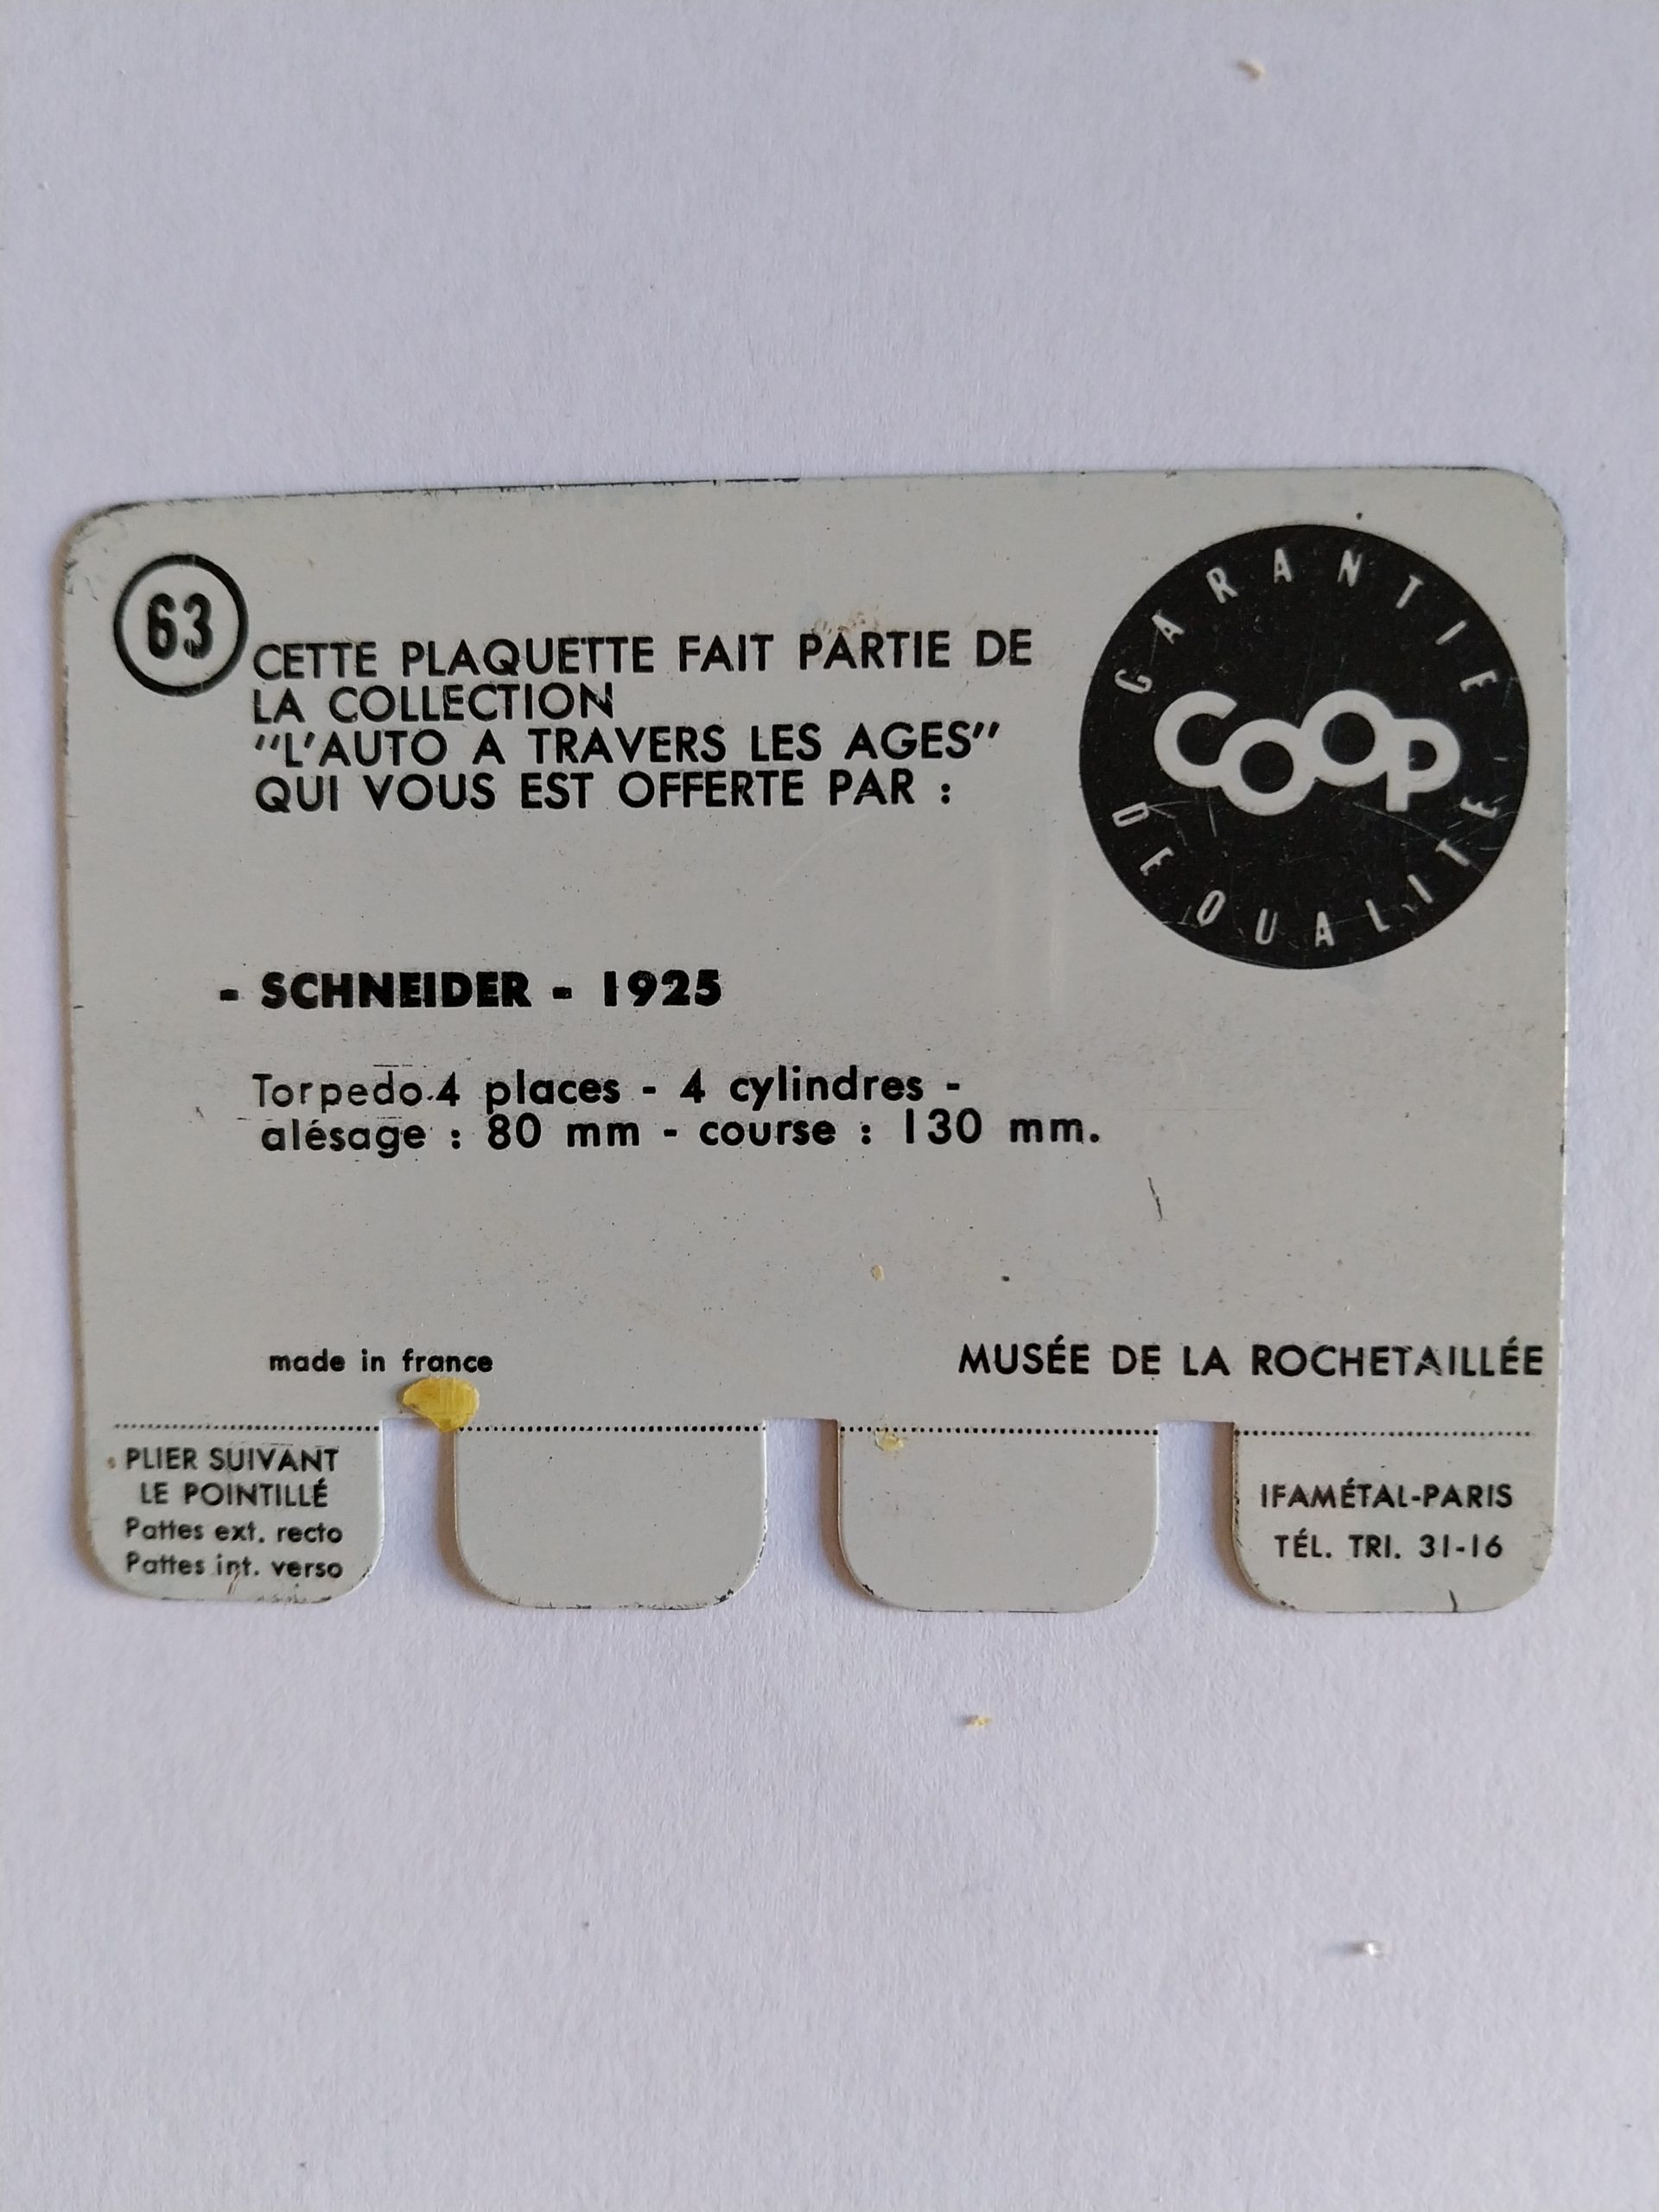 63
CETTE PLAQUETTE FAIT PARTIE DE
LA COLLECTION
"L'AUTO A TRAVERS LES AGES"
QUI VOUS EST OFFERTE PAR :
GARANTIE
COOP
DE QUALITÉ
- SCHNEIDER - 1925
Torpedo 4 places - 4 cylindres -
alésage : 80 mm - course : 130 mm.
made in france
MUSÉE DE LA ROCHETAILLÉE
PLIER SUIVANT
LE POINTILLÉ
Pattes ext. recto
Pattes int. verso
IFAMÉTAL-PARIS
TÉL. TRI. 31-16